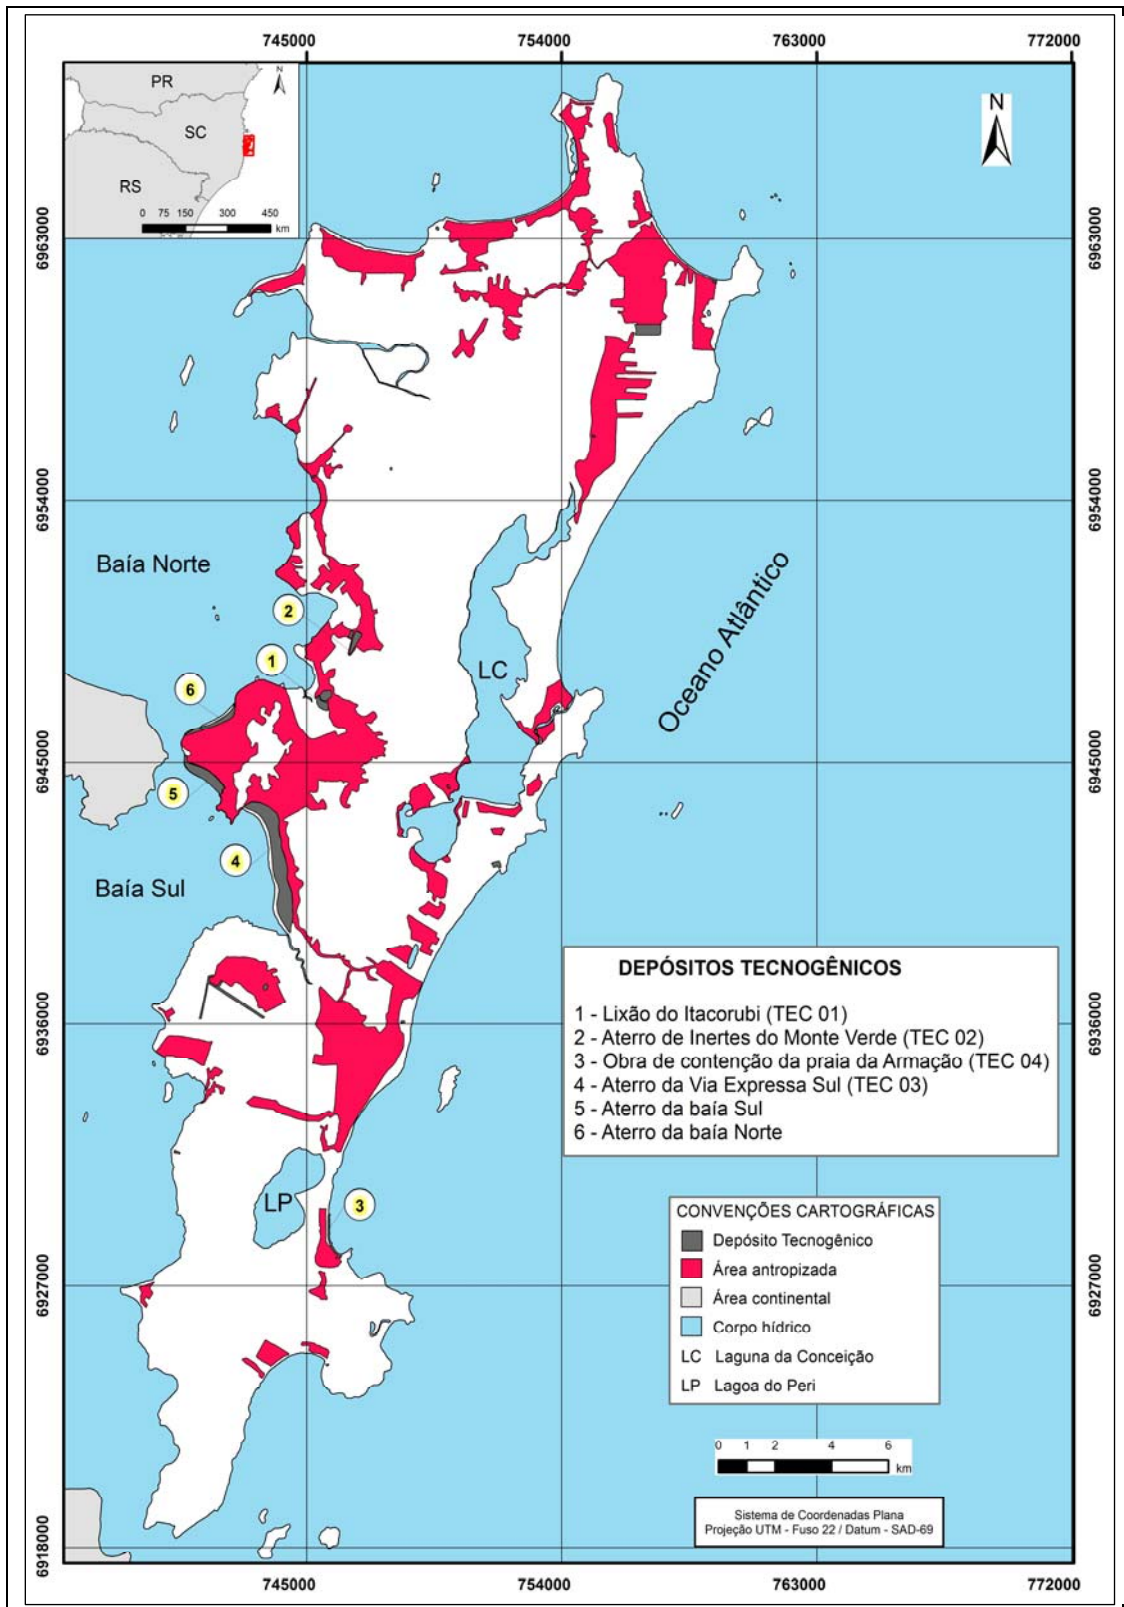 745000 754000 763000 772000
PR
N
SC
RS
0 75 150 300 450
km
N
6963000 6963000
6954000 6954000
Baía Norte
2
1
LC
Oceano Atlântico
6
6945000 6945000
5
4
Baía Sul
DEPÓSITOS TECNOGÊNICOS
1 - Lixão do Itacorubi (TEC 01)
2 - Aterro de Inertes do Monte Verde (TEC 02)
3 - Obra de contenção da praia da Armação (TEC 04)
4 - Aterro da Via Expressa Sul (TEC 03)
5 - Aterro da baía Sul
6 - Aterro da baía Norte
6936000 6936000
LP
3
CONVENÇÕES CARTOGRÁFICAS
Depósito Tecnogênico
Área antropizada
Área continental
Corpo hídrico
LC Laguna da Conceição
LP Lagoa do Peri
6927000 6927000
0 1 2 4 6
km
Sistema de Coordenadas Plana
Projeção UTM - Fuso 22 / Datum - SAD-69
6918000 6918000
745000 754000 763000 772000